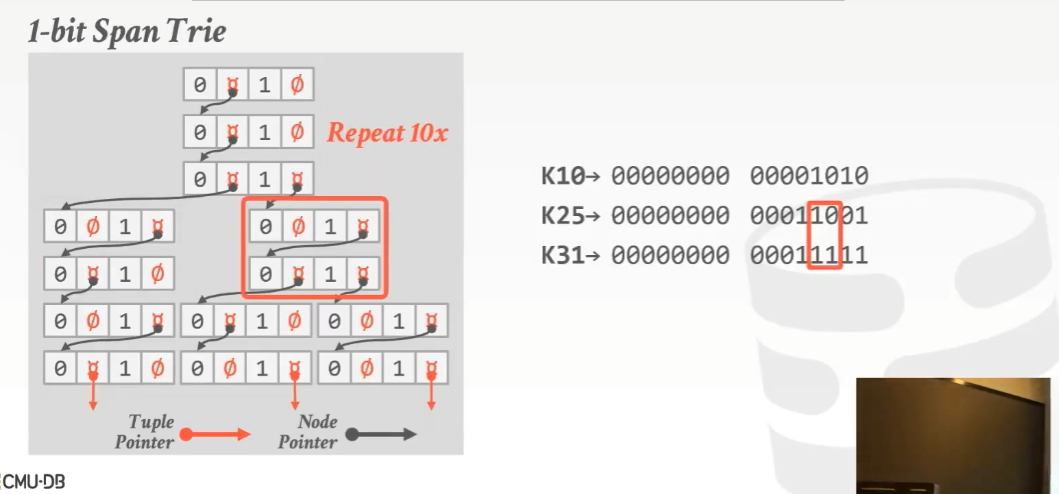 1-bit Span Trie
0 ¤ 1 Ø
0 ¤ 1 Ø Repeat 10x
0 ¤ 1 ¤
0 Ø 1 ¤ 0 Ø 1 ¤
0 ¤ 1 Ø 0 ¤ 1 ¤
0 Ø 1 ¤ 0 ¤ 1 Ø 0 Ø 1 ¤
0 ¤ 1 Ø 0 Ø 1 ¤ 0 Ø 1 ¤
Tuple
Pointer
Node
Pointer
K10→ 00000000 00001010
K25→ 00000000 00011001
K31→ 00000000 00011111
CMU·DB